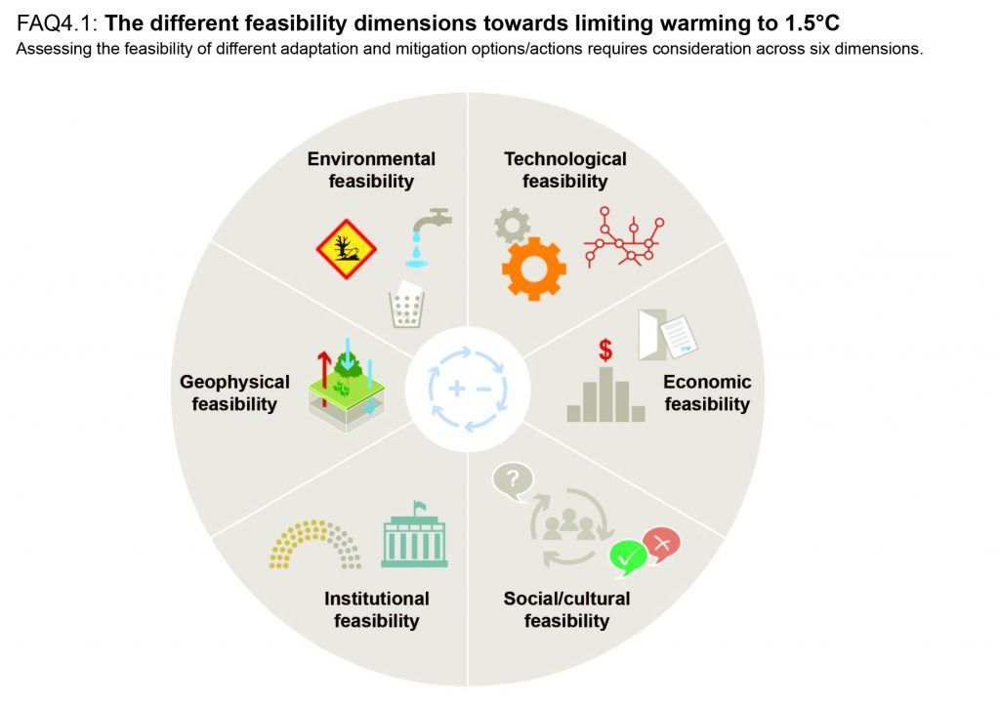 FAQ4.1: The different feasibility dimensions towards limiting warming to 1.5°C
Assessing the feasibility of different adaptation and mitigation options/actions requires consideration across six dimensions.
Environmental
feasibility
Technological
feasibility
$
Geophysical
feasibility
+ −
Economic
feasibility
?
Institutional
feasibility
Social/cultural
feasibility